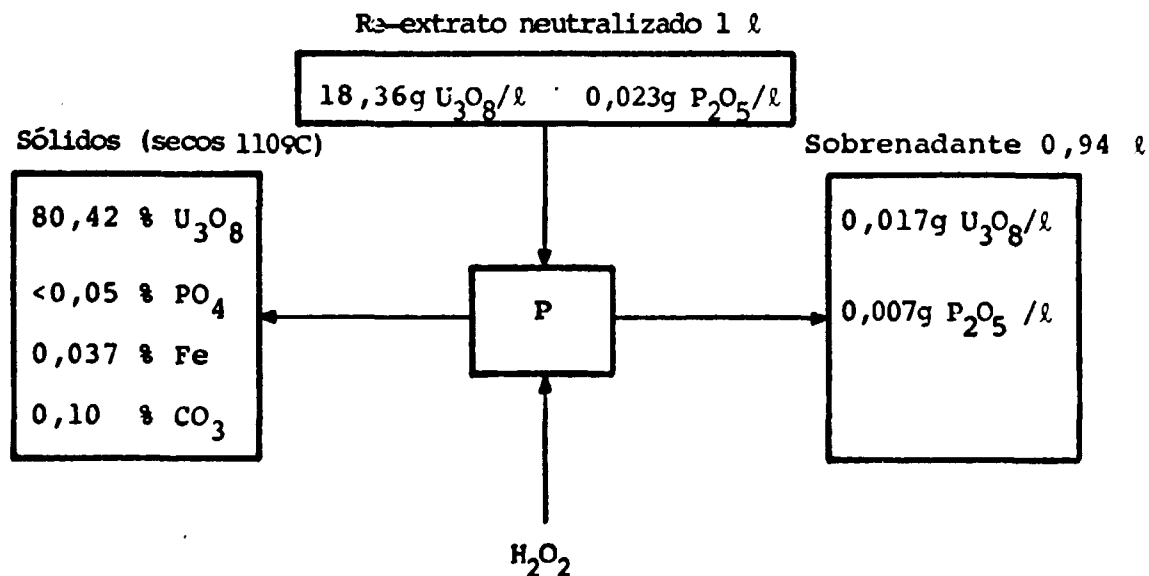 Re-extrato neutralizado 1 ℓ
18,36g U₃O₈/ℓ 0,023g P₂O₅/ℓ
Sólidos (secos 110ºC)
80,42 % U₃O₈
<0,05 % PO₄
0,037 % Fe
0,10 % CO₃
P
Sobrenadante 0,94 ℓ
0,017g U₃O₈/ℓ
0,007g P₂O₅ /ℓ
H₂O₂